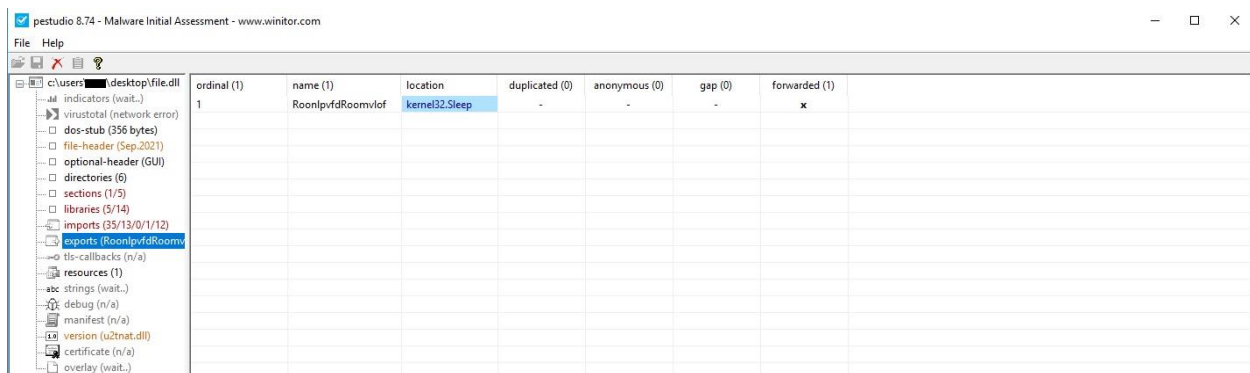 pestudio 8.74 - Malware Initial Assessment - www.winitor.com
File Help
c:\users\ \desktop\file.dll
indicators (wait..)
virustotal (network error)
dos-stub (356 bytes)
file-header (Sep.2021)
optional-header (GUI)
directories (6)
sections (1/5)
libraries (5/14)
imports (35/13/0/1/12)
exports (RoonlpvfdRoomv
tls-callbacks (n/a)
resources (1)
abc strings (wait..)
debug (n/a)
manifest (n/a)
1.0 version (u2tnat.dll)
certificate (n/a)
overlay (wait..)
ordinal (1) name (1) location duplicated (0) anonymous (0) gap (0) forwarded (1)
1 RoonlpvfdRoomvlof kernel32.Sleep - - - x